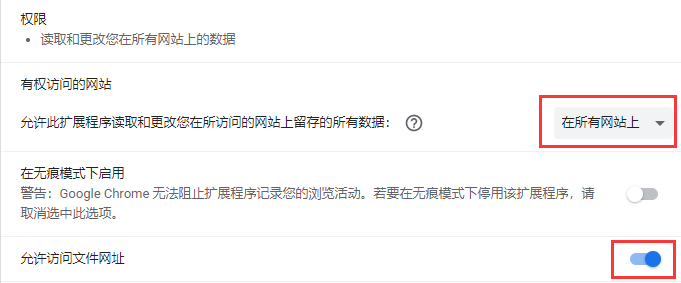 权限
• 读取和更改您在所有网站上的数据
有权访问的网站
允许此扩展程序读取和更改您在所访问的网站上留存的所有数据： ? 在所有网站上
在无痕模式下启用
警告：Google Chrome 无法阻止扩展程序记录您的浏览活动。若要在无痕模式下停用该扩展程序，请
取消选中此选项。
允许访问文件网址